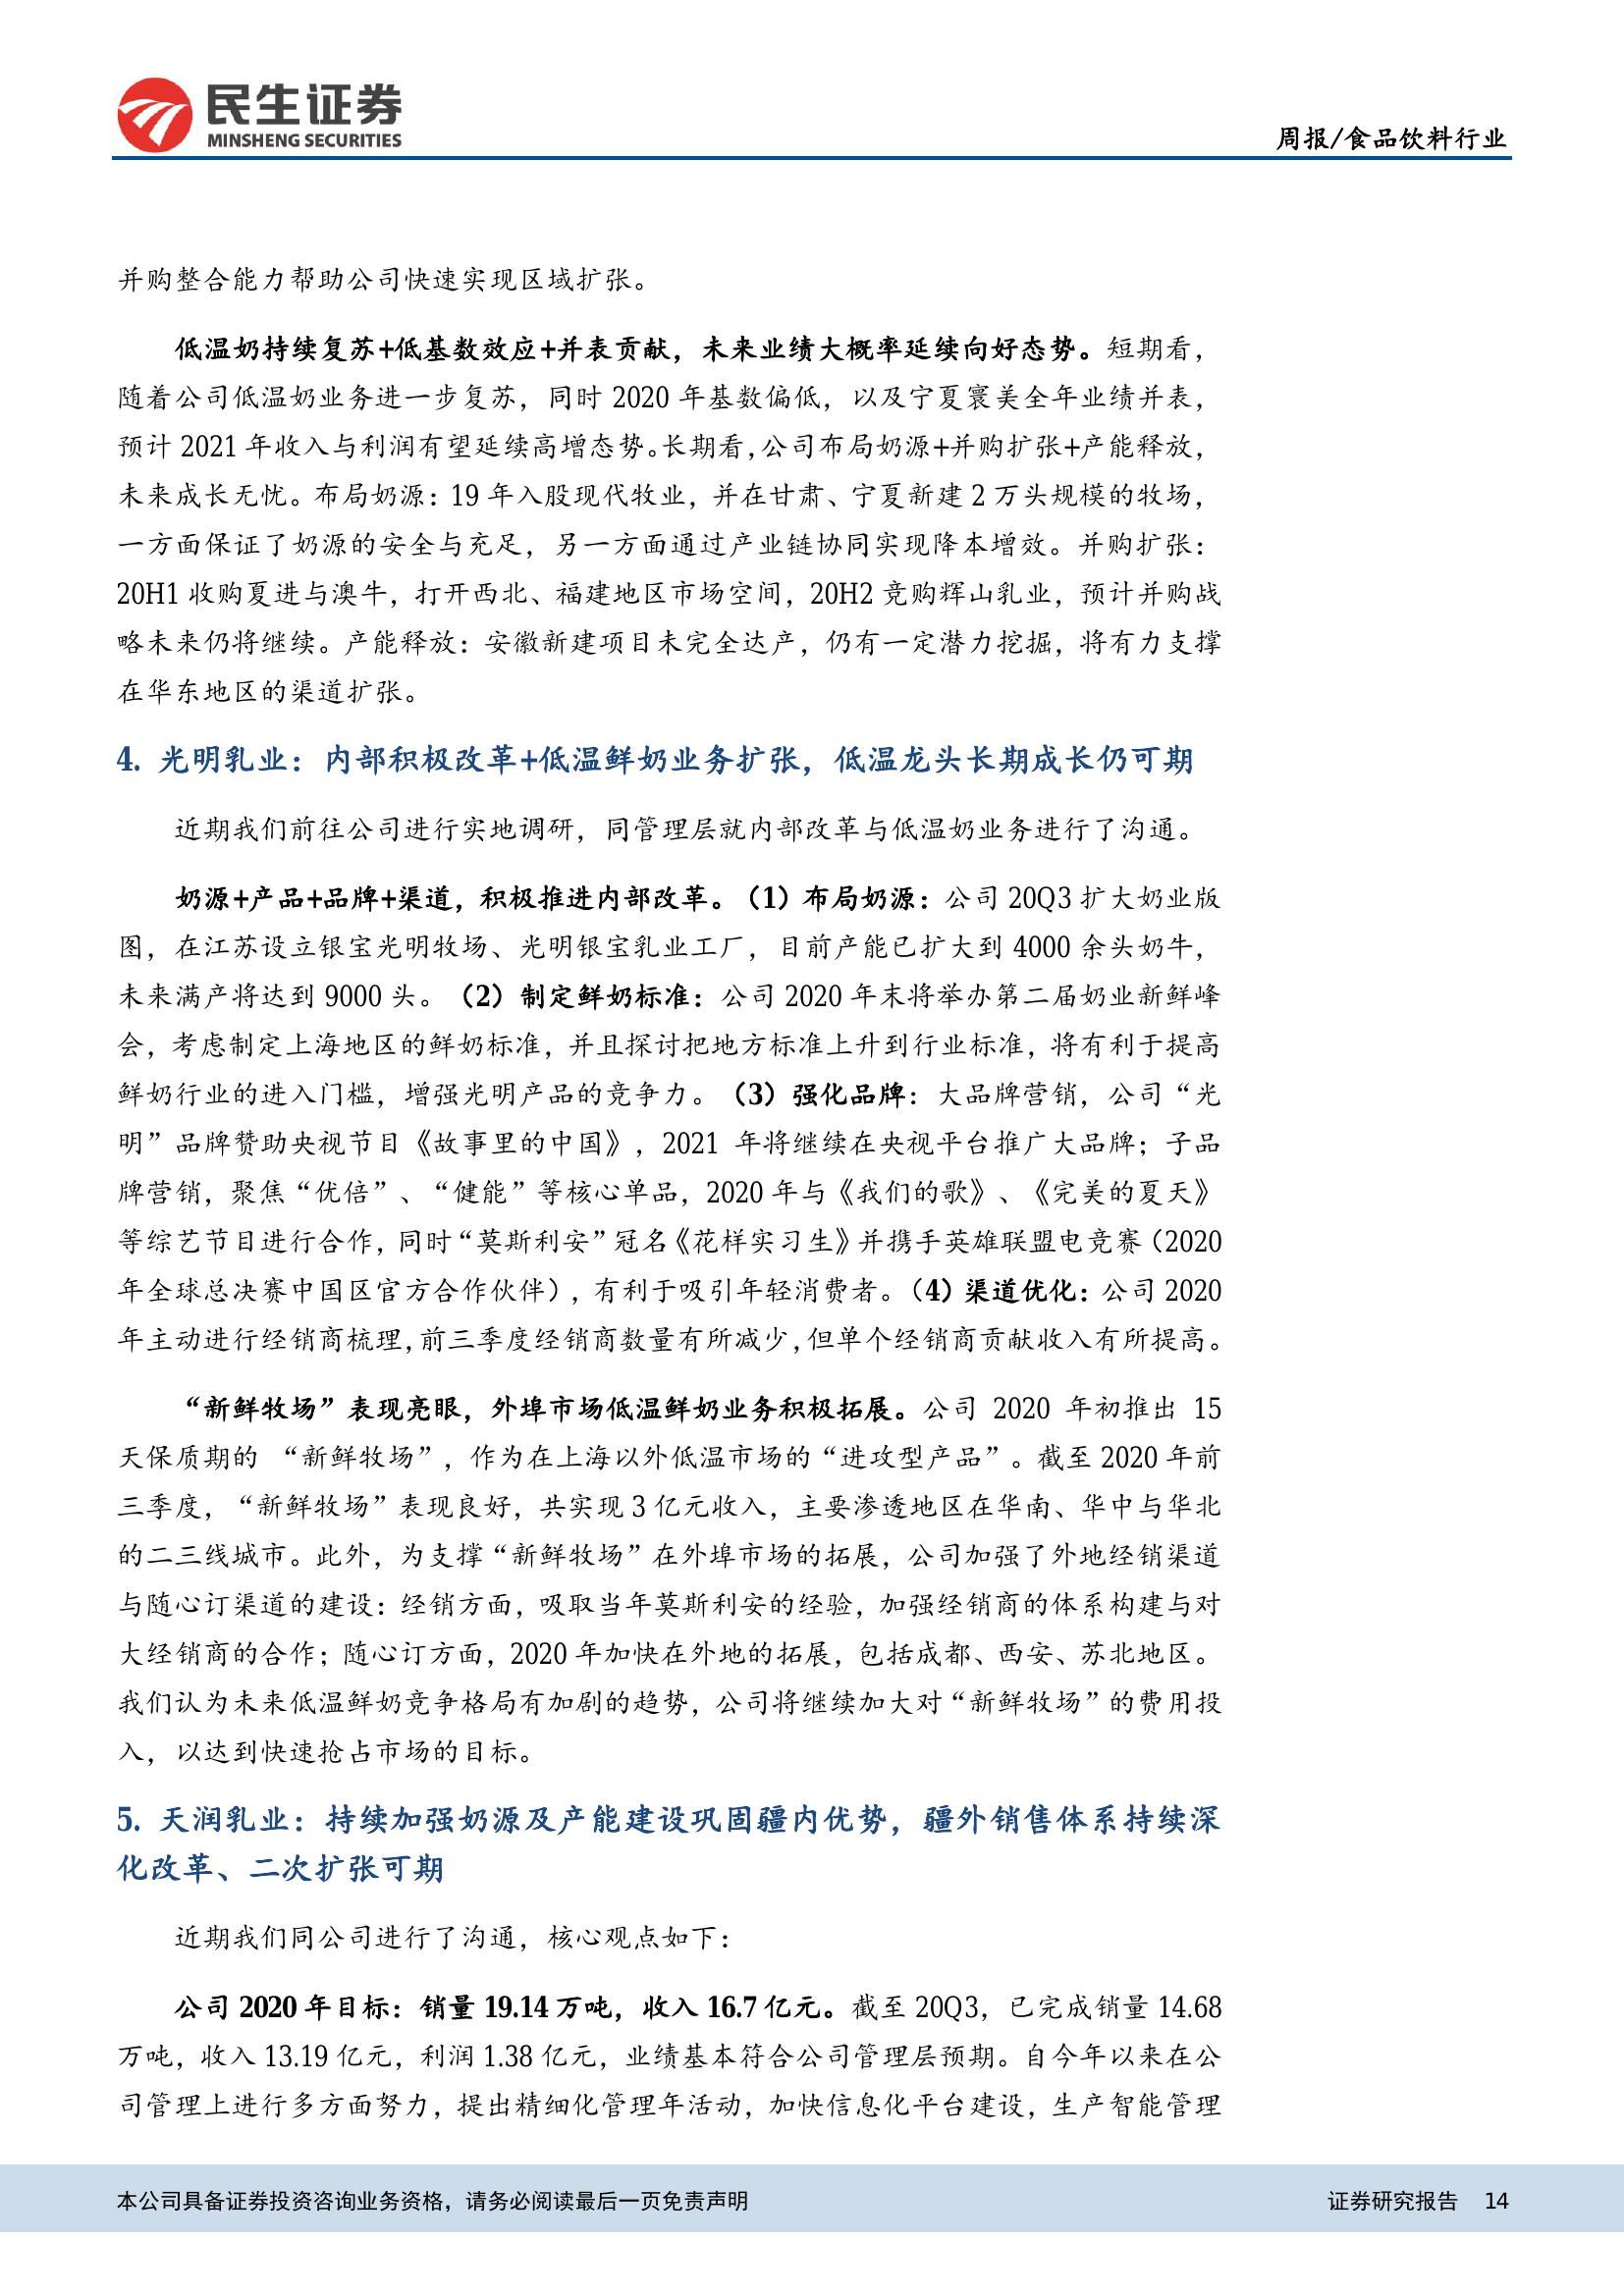 民生证券
MINSHENG SECURITIES
周报/食品饮料行业
并购整合能力帮助公司快速实现区域扩张。
低温奶持续复苏+低基数效应+并表贡献，未来业绩大概率延续向好态势。短期看，
随着公司低温奶业务进一步复苏，同时 2020 年基数偏低，以及宁夏寰美全年业绩并表，
预计 2021 年收入与利润有望延续高增态势。长期看，公司布局奶源+并购扩张+产能释放，
未来成长无忧。布局奶源：19 年入股现代牧业，并在甘肃、宁夏新建 2 万头规模的牧场，
一方面保证了奶源的安全与充足，另一方面通过产业链协同实现降本增效。并购扩张：
20H1 收购夏进与澳牛，打开西北、福建地区市场空间，20H2 竞购辉山乳业，预计并购战
略未来仍将继续。产能释放：安徽新建项目未完全达产，仍有一定潜力挖掘，将有力支撑
在华东地区的渠道扩张。
4. 光明乳业：内部积极改革+低温鲜奶业务扩张，低温龙头长期成长仍可期
近期我们前往公司进行实地调研，同管理层就内部改革与低温奶业务进行了沟通。
奶源+产品+品牌+渠道，积极推进内部改革。（1）布局奶源：公司 20Q3 扩大奶业版
图，在江苏设立银宝光明牧场、光明银宝乳业工厂，目前产能已扩大到 4000 余头奶牛，
未来满产将达到 9000 头。（2）制定鲜奶标准：公司 2020 年末将举办第二届奶业新鲜峰
会，考虑制定上海地区的鲜奶标准，并且探讨把地方标准上升到行业标准，将有利于提高
鲜奶行业的进入门槛，增强光明产品的竞争力。（3）强化品牌：大品牌营销，公司“光
明”品牌赞助央视节目《故事里的中国》，2021 年将继续在央视平台推广大品牌；子品
牌营销，聚焦“优倍”、“健能”等核心单品，2020 年与《我们的歌》、《完美的夏天》
等综艺节目进行合作，同时“莫斯利安”冠名《花样实习生》并携手英雄联盟电竞赛（2020
年全球总决赛中国区官方合作伙伴），有利于吸引年轻消费者。（4）渠道优化：公司 2020
年主动进行经销商梳理，前三季度经销商数量有所减少，但单个经销商贡献收入有所提高。
“新鲜牧场”表现亮眼，外埠市场低温鲜奶业务积极拓展。公司 2020 年初推出 15
天保质期的 “新鲜牧场”，作为在上海以外低温市场的“进攻型产品”。截至 2020 年前
三季度，“新鲜牧场”表现良好，共实现 3 亿元收入，主要渗透地区在华南、华中与华北
的二三线城市。此外，为支撑“新鲜牧场”在外埠市场的拓展，公司加强了外地经销渠道
与随心订渠道的建设：经销方面，吸取当年莫斯利安的经验，加强经销商的体系构建与对
大经销商的合作；随心订方面，2020 年加快在外地的拓展，包括成都、西安、苏北地区。
我们认为未来低温鲜奶竞争格局有加剧的趋势，公司将继续加大对“新鲜牧场”的费用投
入，以达到快速抢占市场的目标。
5. 天润乳业：持续加强奶源及产能建设巩固疆内优势，疆外销售体系持续深
化改革、二次扩张可期
近期我们同公司进行了沟通，核心观点如下：
公司 2020 年目标：销量 19.14 万吨，收入 16.7 亿元。截至 20Q3，已完成销量 14.68
万吨，收入 13.19 亿元，利润 1.38 亿元，业绩基本符合公司管理层预期。自今年以来在公
司管理上进行多方面努力，提出精细化管理年活动，加快信息化平台建设，生产智能管理
本公司具备证券投资咨询业务资格，请务必阅读最后一页免责声明
证券研究报告 14